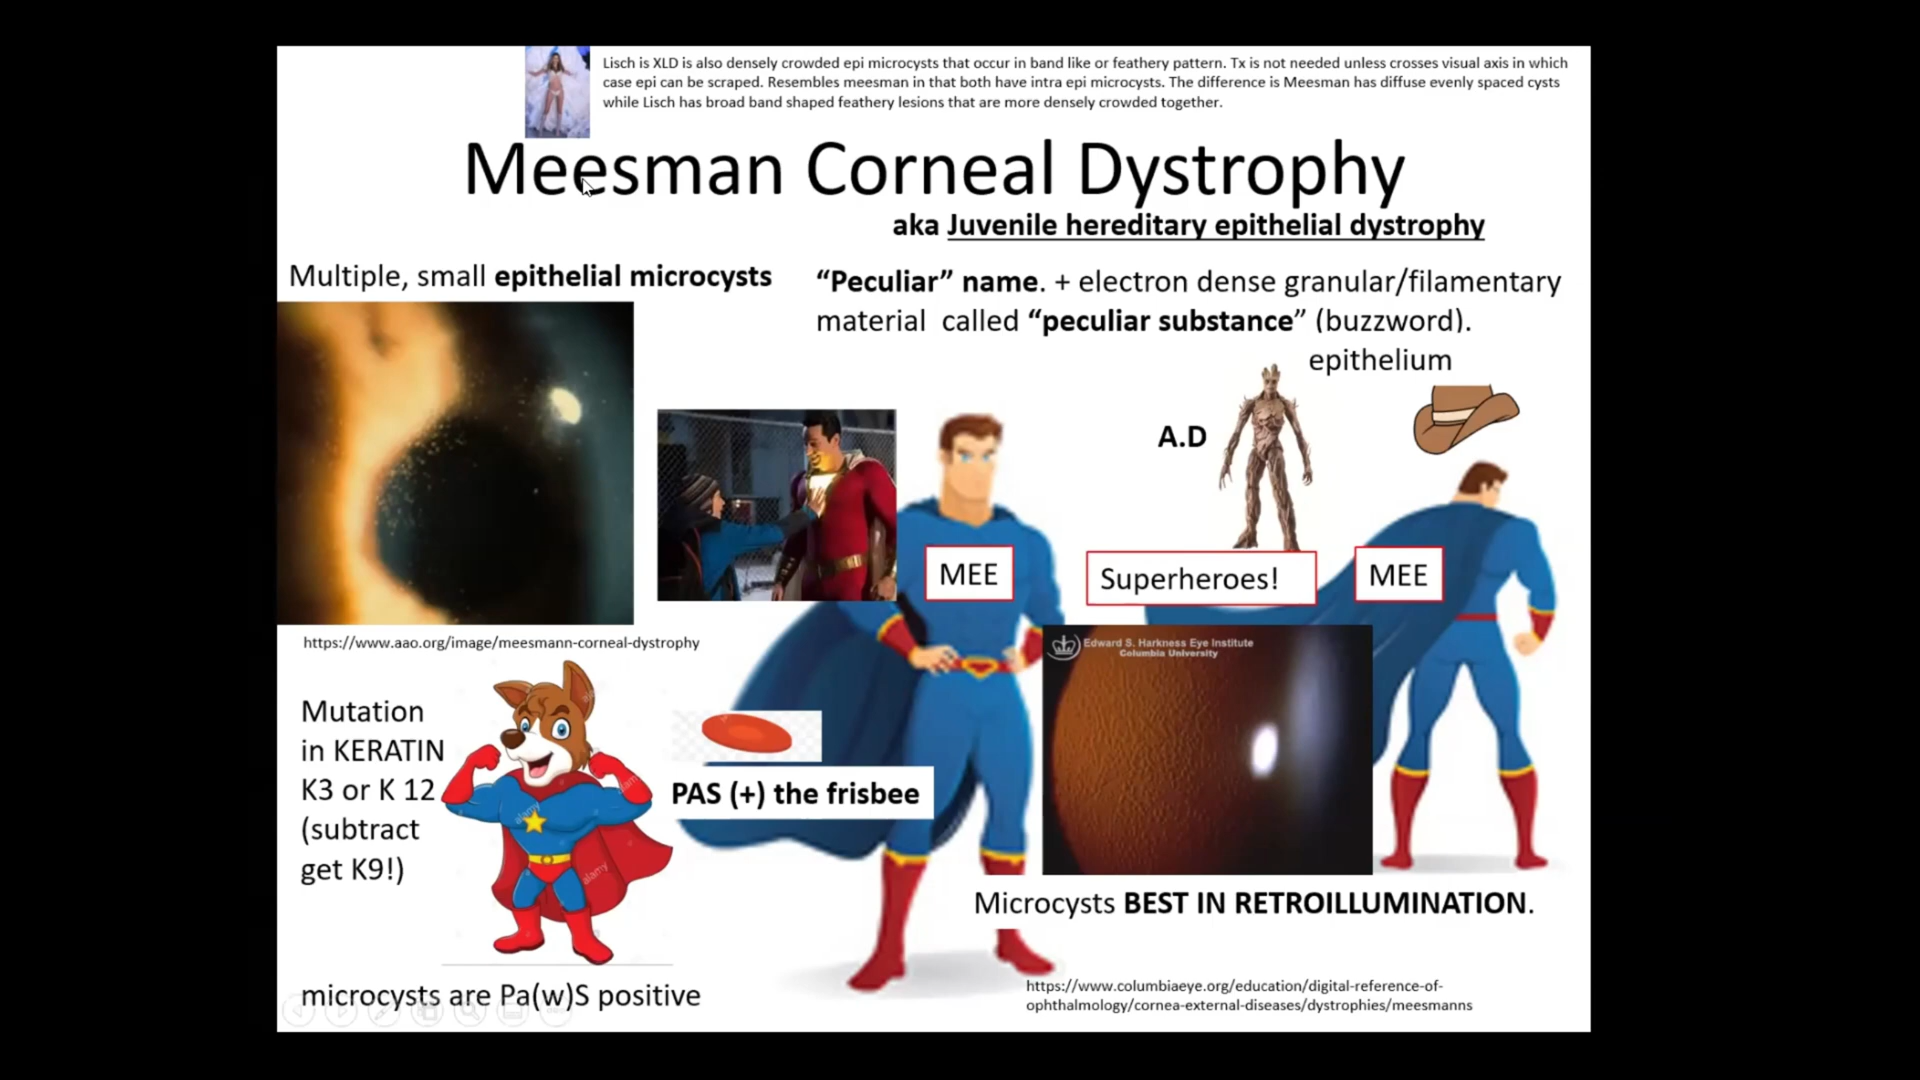 Lisch is XLD is also densely crowded epi microcysts that occur in band like or feathery pattern. Tx is not needed unless crosses visual axis in which
case epi can be scraped. Resembles meesman in that both have intra epi microcysts. The difference is Meesman has diffuse evenly spaced cysts
while Lisch has broad band shaped feathery lesions that are more densely crowded together.
Meesman Corneal Dystrophy
aka Juvenile hereditary epithelial dystrophy
Multiple, small epithelial microcysts
“Peculiar” name. + electron dense granular/filamentary
material called “peculiar substance” (buzzword).
epithelium
A.D
MEE
Superheroes!
MEE
https://www.aao.org/image/meesmann-corneal-dystrophy
Edward S. Harkness Eye Institute
Columbia University
Mutation
in KERATIN
K3 or K 12
(subtract
get K9!)
alamy
alamy
alamy
PAS (+) the frisbee
Microcysts BEST IN RETROILLUMINATION.
microcysts are Pa(w)S positive
https://www.columbiaeye.org/education/digital-reference-of-
ophthalmology/cornea-external-diseases/dystrophies/meesmanns